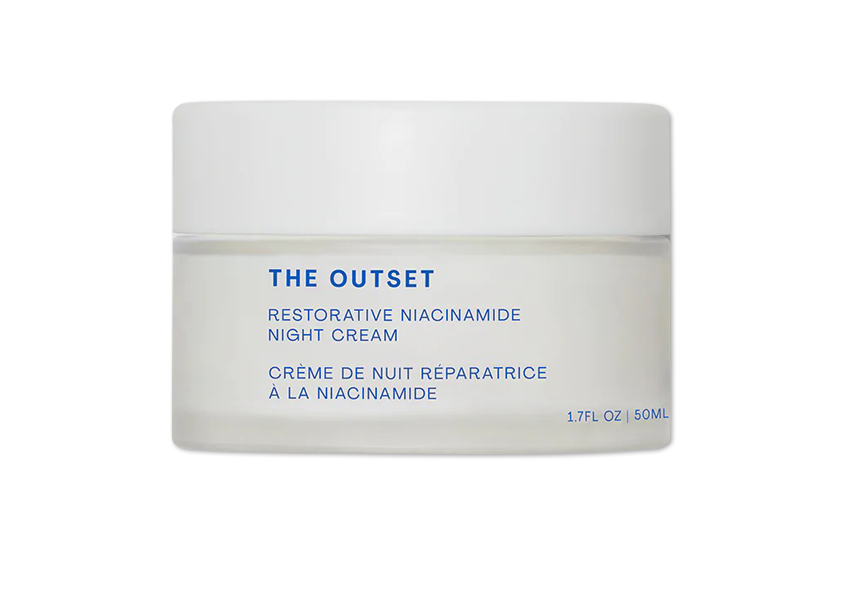 THE OUTSET
RESTORATIVE NIACINAMIDE
NIGHT CREAM
CRÈME DE NUIT RÉPARATRICE
À LA NIACINAMIDE
1.7FL OZ | 50ML